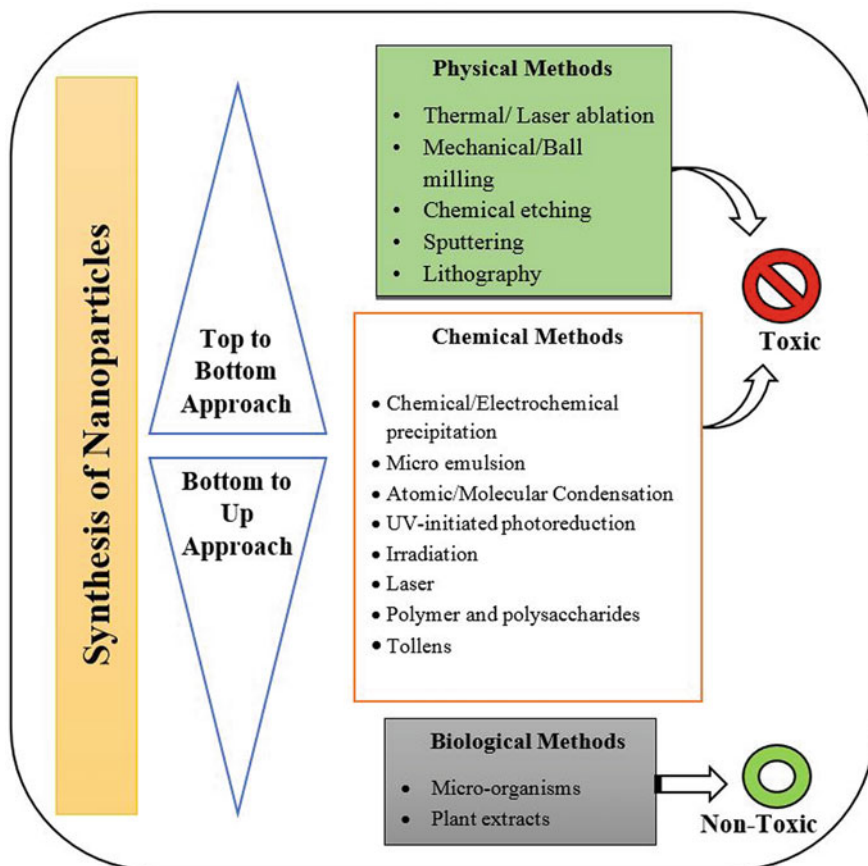 Synthesis of Nanoparticles
Top to
Bottom
Approach
Bottom to
Up
Approach
Physical Methods
• Thermal/ Laser ablation
• Mechanical/Ball
milling
• Chemical etching
• Sputtering
• Lithography
Chemical Methods
• Chemical/Electrochemical
precipitation
• Micro emulsion
• Atomic/Molecular Condensation
• UV-initiated photoreduction
• Irradiation
• Laser
• Polymer and polysaccharides
• Tollens
Toxic
Biological Methods
• Micro-organisms
• Plant extracts
Non-Toxic